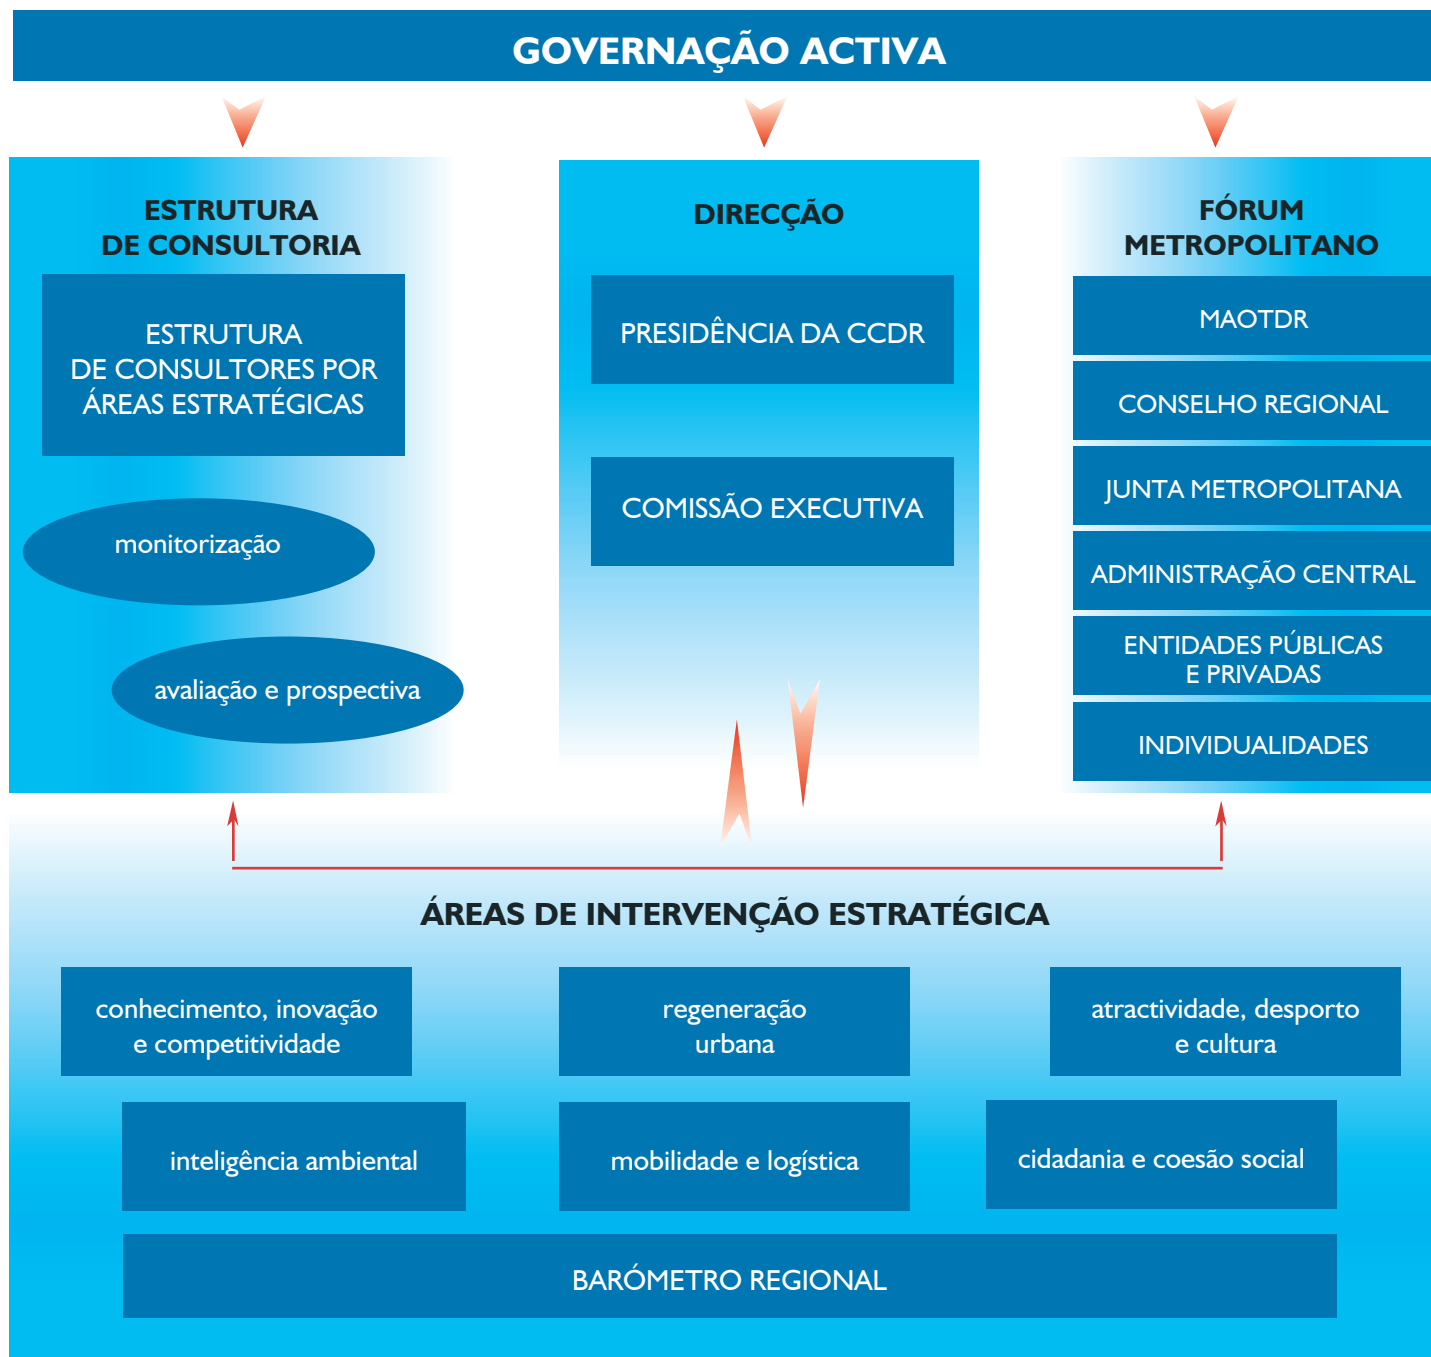 GOVERNAÇÃO ACTIVA
ESTRUTURA
DE CONSULTORIA
ESTRUTURA
DE CONSULTORES POR
ÁREAS ESTRATÉGICAS
monitorização
avaliação e prospectiva
DIRECÇÃO
PRESIDÊNCIA DA CCDR
COMISSÃO EXECUTIVA
FÓRUM
METROPOLITANO
MAOTDR
CONSELHO REGIONAL
JUNTA METROPOLITANA
ADMINISTRAÇÃO CENTRAL
ENTIDADES PÚBLICAS
E PRIVADAS
INDIVIDUALIDADES
ÁREAS DE INTERVENÇÃO ESTRATÉGICA
conhecimento, inovação
e competitividade
regeneração
urbana
atractividade, desporto
e cultura
inteligência ambiental
mobilidade e logística
cidadania e coesão social
BARÓMETRO REGIONAL